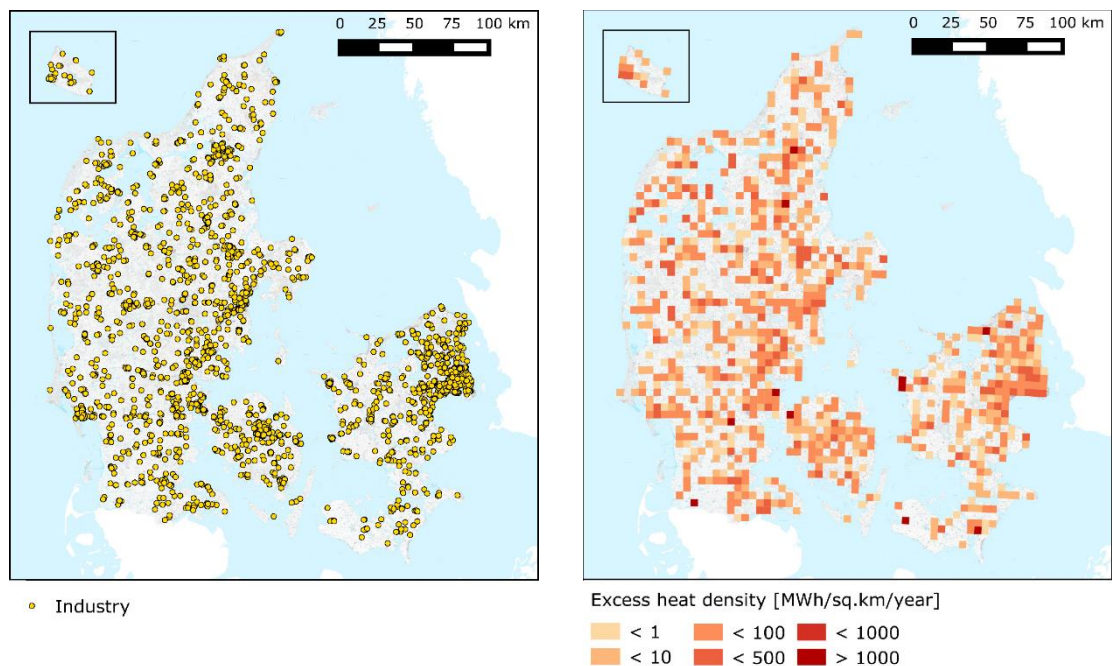 0 25 50 75 100 km
0 25 50 75 100 km
Industry
Excess heat density [MWh/sq.km/year]
< 1 < 100 < 1000
< 10 < 500 > 1000